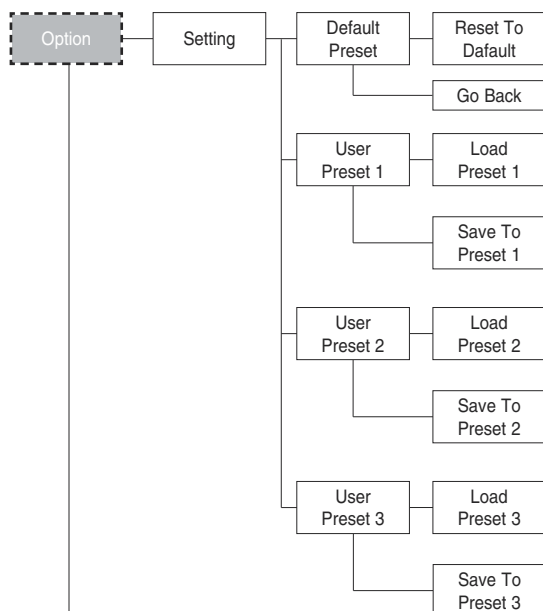 Option
Setting
Default
Preset
Reset To
Dafault
Go Back
User
Preset 1
Load
Preset 1
Save To
Preset 1
User
Preset 2
Load
Preset 2
Save To
Preset 2
User
Preset 3
Load
Preset 3
Save To
Preset 3